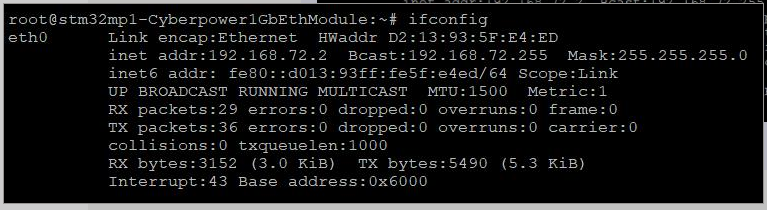 root@stm32mp1-Cyberpower1GbEthModule:~# ifconfig
eth0      Link encap:Ethernet  HWaddr D2:13:93:5F:E4:ED
          inet addr:192.168.72.2  Bcast:192.168.72.255  Mask:255.255.255.0
          inet6 addr: fe80::d013:93ff:fe5f:e4ed/64 Scope:Link
          UP BROADCAST RUNNING MULTICAST  MTU:1500  Metric:1
          RX packets:29 errors:0 dropped:0 overruns:0 frame:0
          TX packets:36 errors:0 dropped:0 overruns:0 carrier:0
          collisions:0 txqueuelen:1000
          RX bytes:3152 (3.0 KiB)  TX bytes:5490 (5.3 KiB)
          Interrupt:43 Base address:0x6000